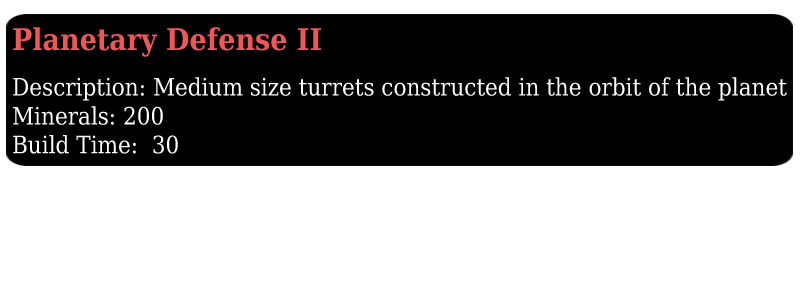 Planetary Defense II
Description: Medium size turrets constructed in the orbit of the planet
Minerals: 200
Build Time:  30